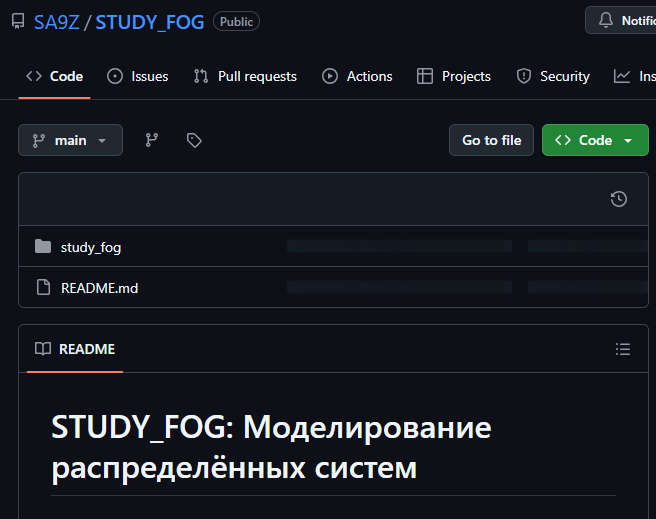 SA9Z / STUDY_FOG Public Notific
Code Issues Pull requests Actions Projects Security Ins
main Go to file Code
study_fog
README.md
README
STUDY_FOG: Моделирование
распределённых систем